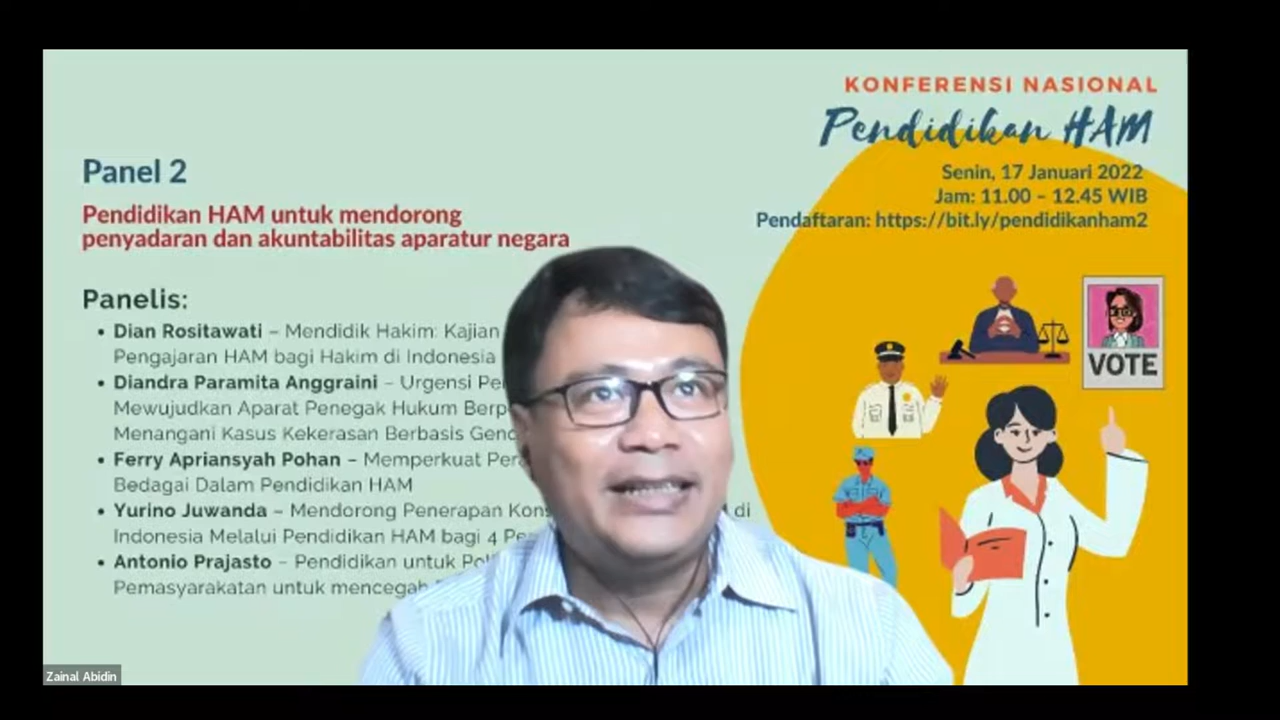 KONFERENSI NASIONAL
Pendidikan HAM
Senin, 17 Januari 2022
Jam: 11.00 – 12.45 WIB
Pendaftaran: https://bit.ly/pendidikanham2
Panel 2
Pendidikan HAM untuk mendorong
penyadaran dan akuntabilitas aparatur negara
Panelis:
• Dian Rositawati – Mendidik Hakim: Kajian
Pengajaran HAM bagi Hakim di Indonesia
• Diandra Paramita Anggraini – Urgensi
Mewujudkan Aparat Penegak Hukum
Menangani Kasus Kekerasan Berbasis
• Ferry Apriansyah Pohan – Memperkuat
Bedagai Dalam Pendidikan HAM
• Yurino Juwanda – Mendorong Penerapan di
Indonesia Melalui Pendidikan HAM bagi 4
• Antonio Prajasto – Pendidikan untuk
Pemasyarakatan untuk mencegah
VOTE
Zainal Abidin